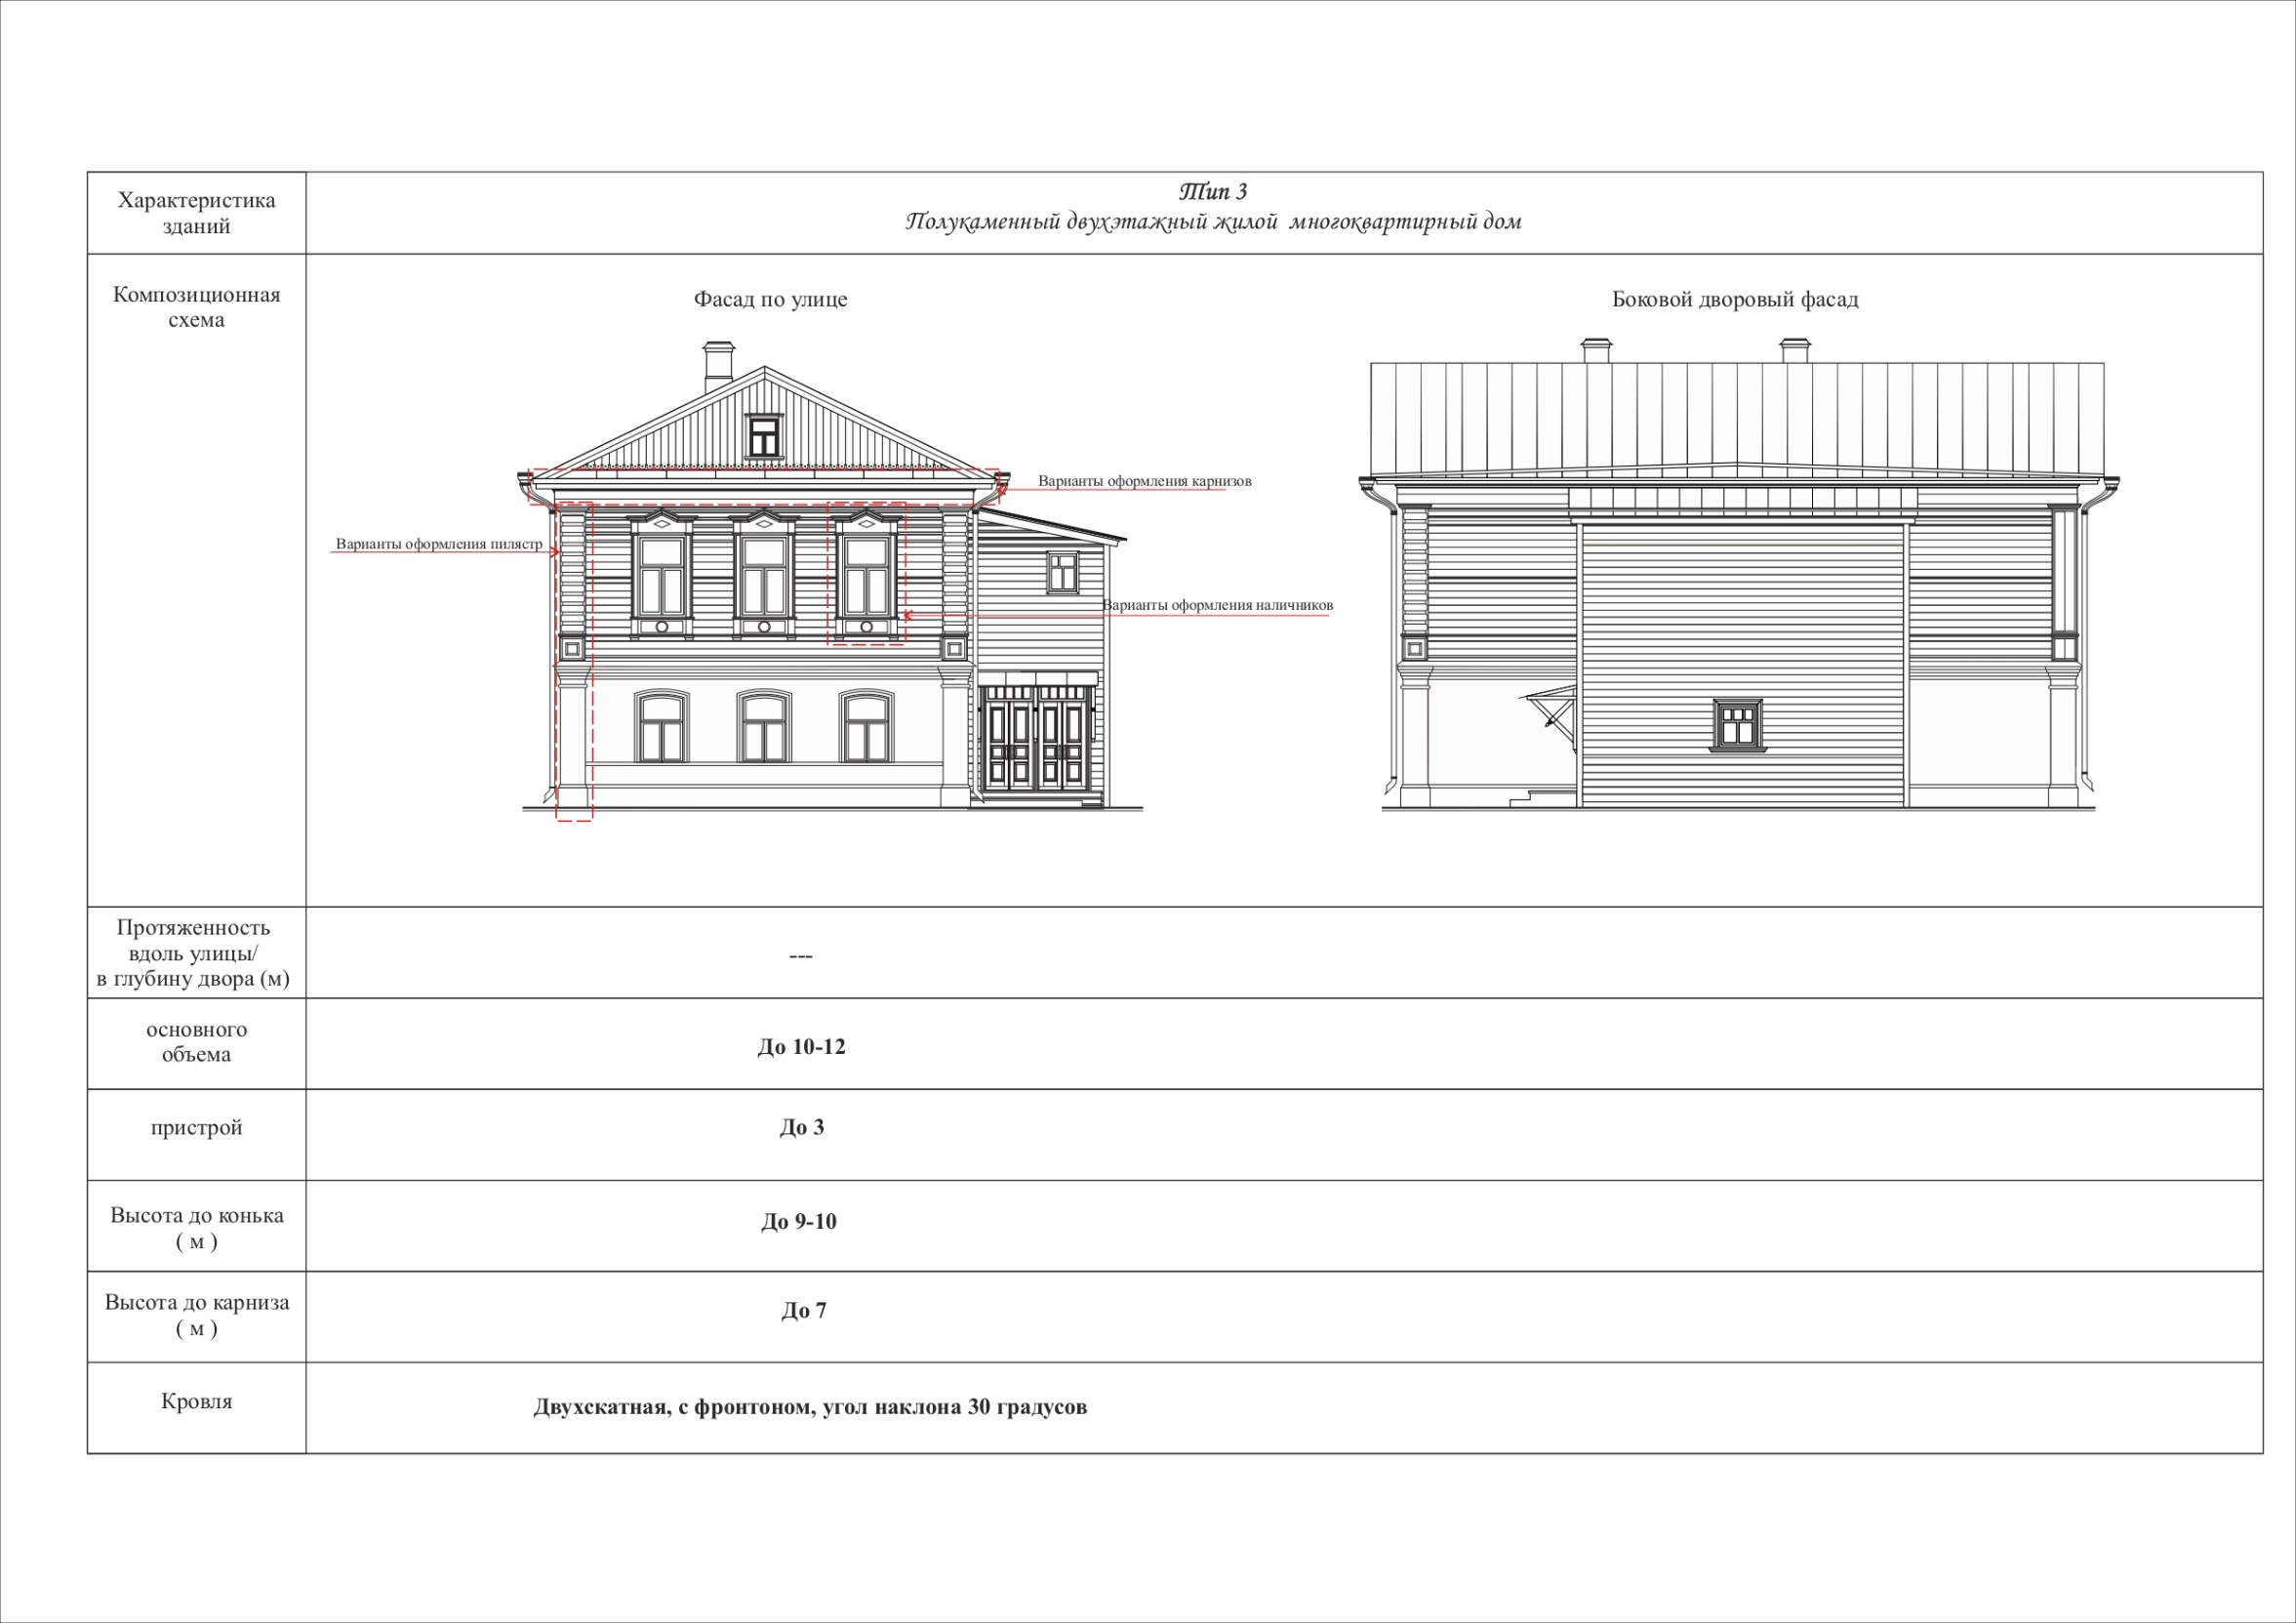 Характеристика
зданий
Тип 3
Полукаменный двухэтажный жилой многоквартирный дом
Композиционная
схема
Фасад по улице
Боковой дворовый фасад
Варианты оформления карнизов
Варианты оформления пилястр
Варианты оформления наличников
Протяженность
вдоль улицы/
в глубину двора (м)
---
основного
объема
До 10-12
пристрой
До 3
Высота до конька
( м )
До 9-10
Высота до карниза
( м )
До 7
Кровля
Двухскатная, с фронтоном, угол наклона 30 градусов